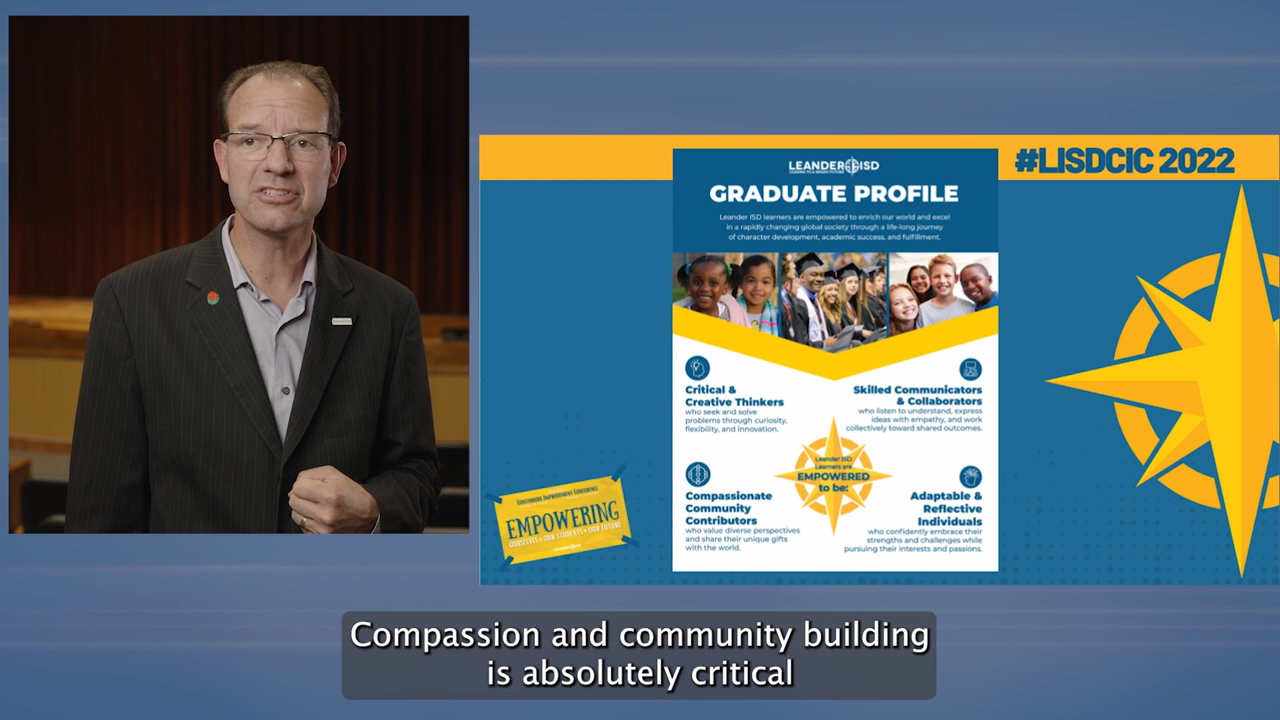 #LISDCIC 2022
LEANDER ISD
LEADING TO A BRIGHT FUTURE
GRADUATE PROFILE
Leander ISD learners are empowered to enrich our world and excel
in a rapidly changing global society through a life-long journey
of character development, academic success, and fulfillment.
Critical &
Creative Thinkers
who seek and solve
problems through curiosity,
flexibility, and innovation.
Skilled Communicators
& Collaborators
who listen to understand, express
ideas with empathy, and work
collectively toward shared outcomes.
Leander ISD
Learners are
EMPOWERED
to be:
Compassionate
Community
Contributors
who value diverse perspectives
and share their unique gifts
with the world.
Adaptable &
Reflective
Individuals
who confidently embrace their
strengths and challenges while
pursuing their interests and passions.
Continuous Improvement Conference
EMPOWERING
OURSELVES • OUR STUDENTS • OUR FUTURE
Compassion and community building
is absolutely critical